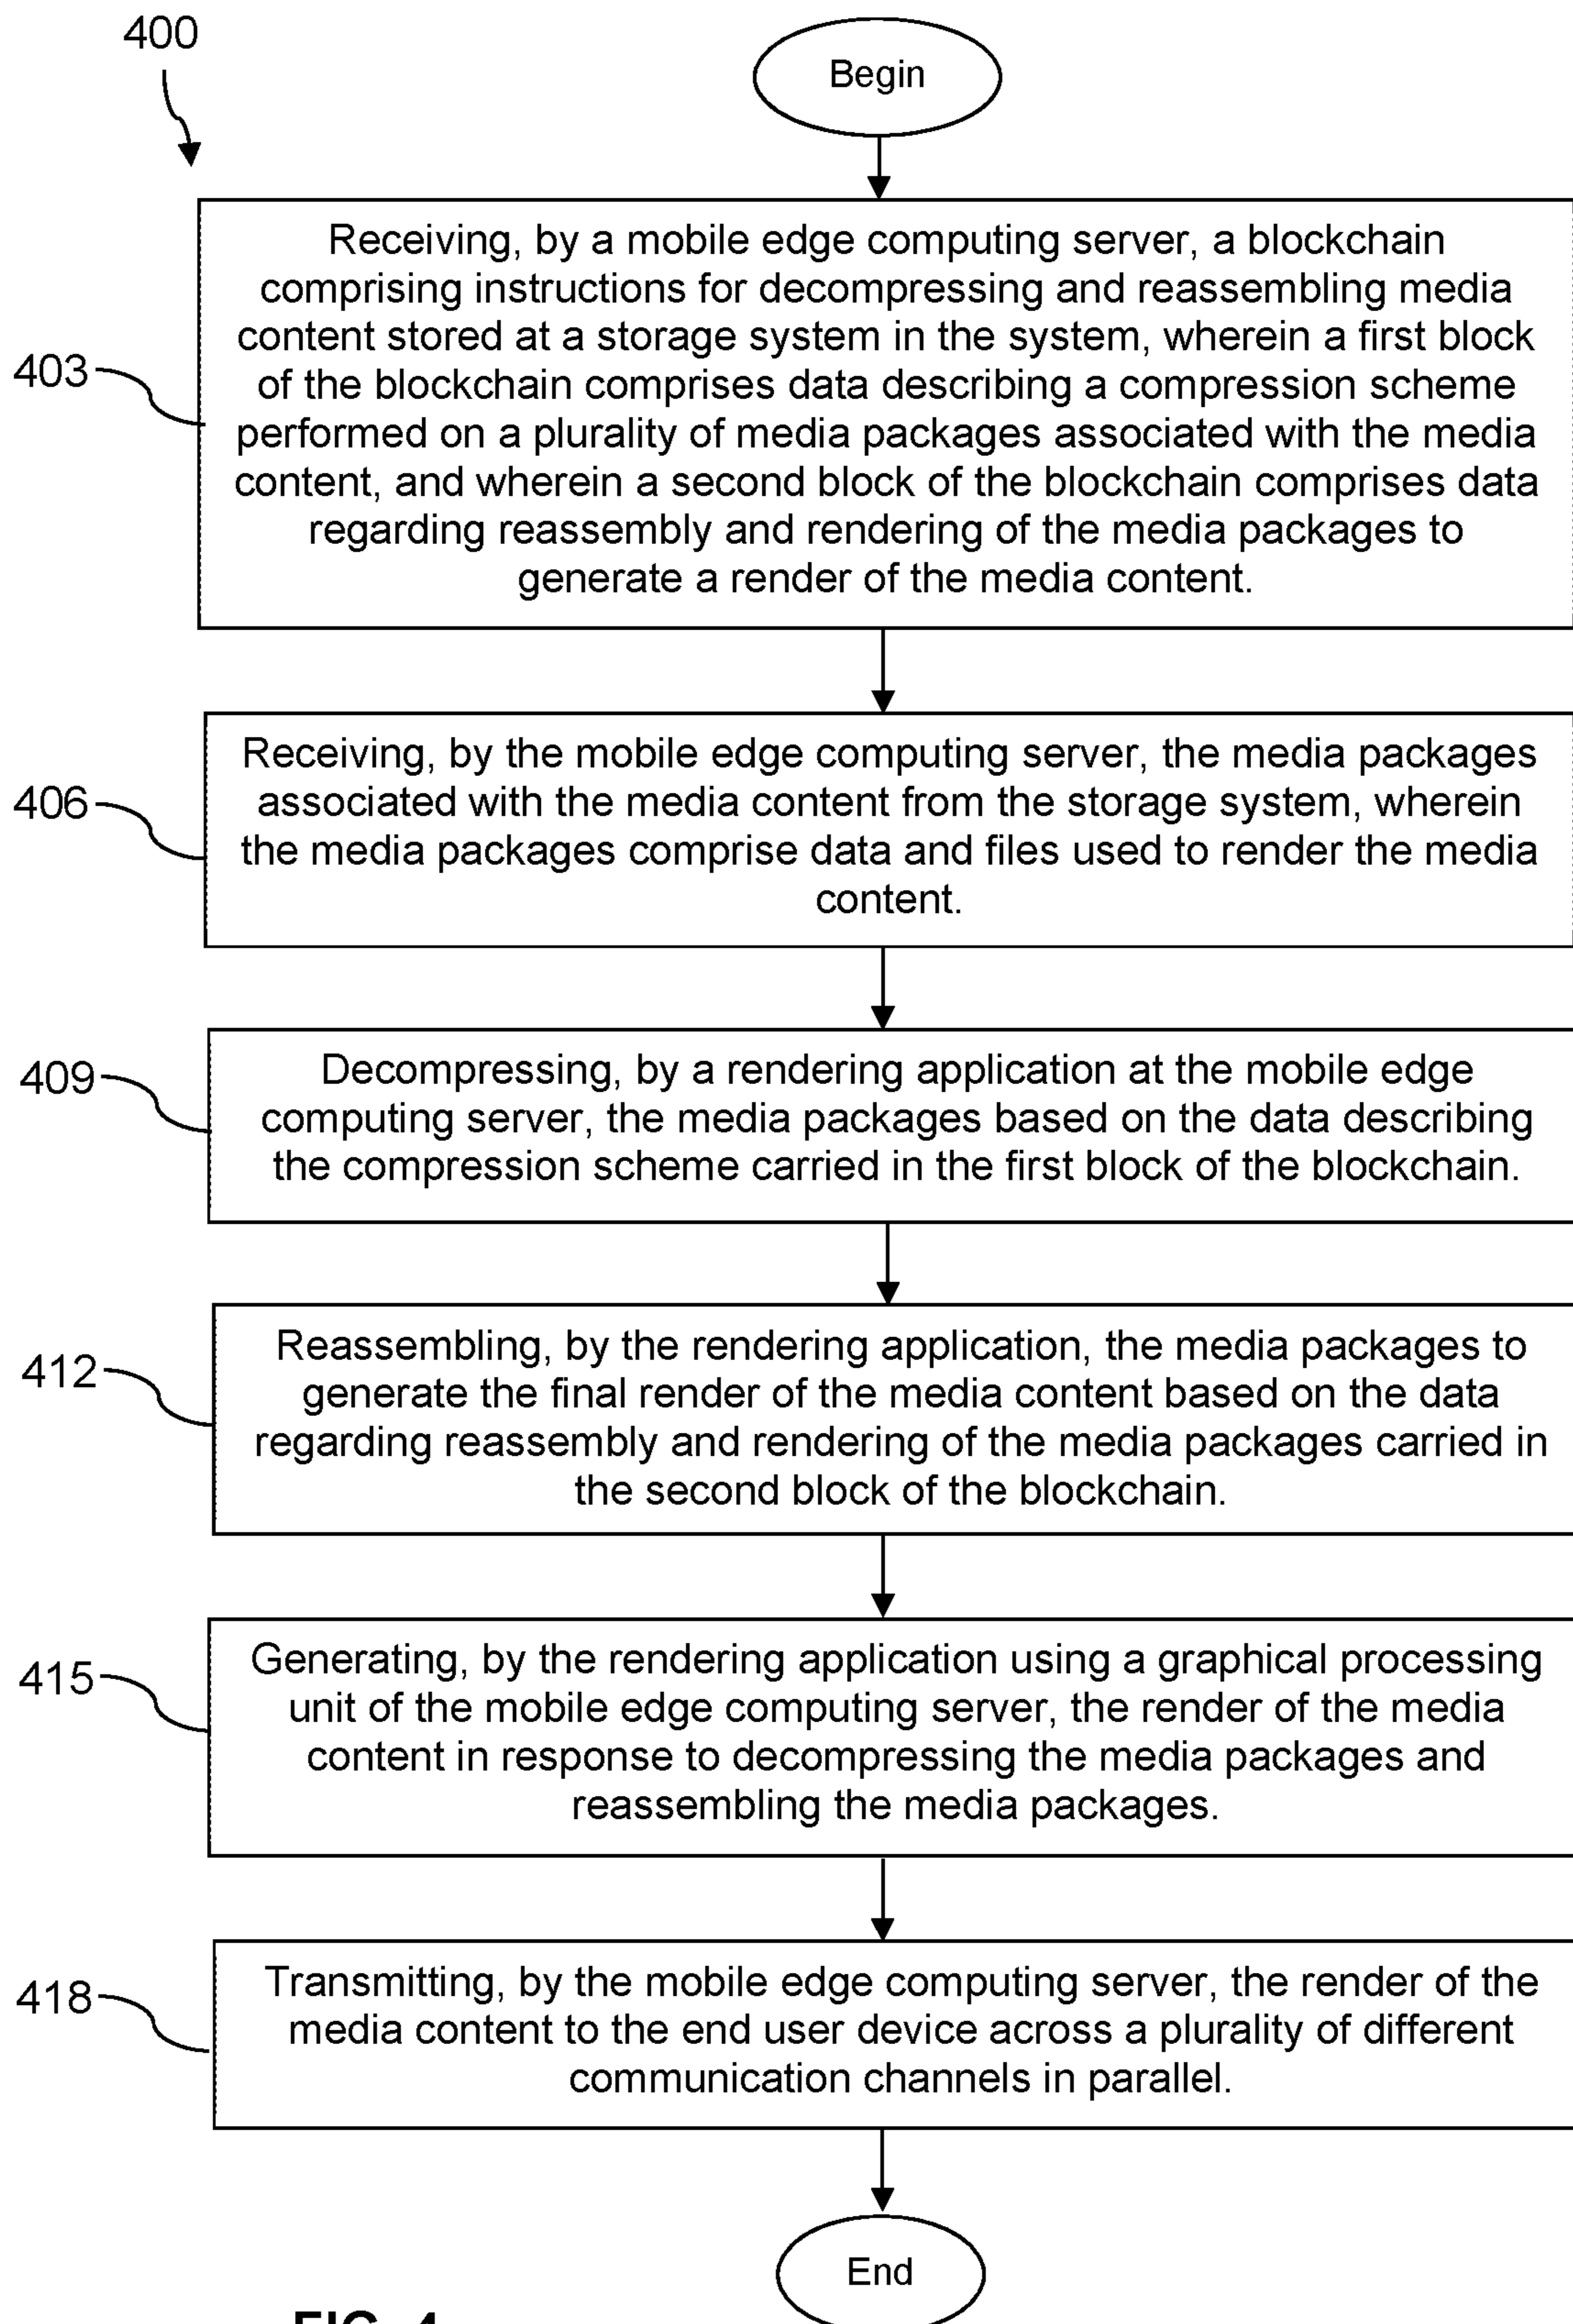 400
Begin
403
Receiving, by a mobile edge computing server, a blockchain
comprising instructions for decompressing and reassembling media
content stored at a storage system in the system, wherein a first block
of the blockchain comprises data describing a compression scheme
performed on a plurality of media packages associated with the media
content, and wherein a second block of the blockchain comprises data
regarding reassembly and rendering of the media packages to
generate a render of the media content.
406
Receiving, by the mobile edge computing server, the media packages
associated with the media content from the storage system, wherein
the media packages comprise data and files used to render the media
content.
409
Decompressing, by a rendering application at the mobile edge
computing server, the media packages based on the data describing
the compression scheme carried in the first block of the blockchain.
412
Reassembling, by the rendering application, the media packages to
generate the final render of the media content based on the data
regarding reassembly and rendering of the media packages carried in
the second block of the blockchain.
415
Generating, by the rendering application using a graphical processing
unit of the mobile edge computing server, the render of the media
content in response to decompressing the media packages and
reassembling the media packages.
418
Transmitting, by the mobile edge computing server, the render of the
media content to the end user device across a plurality of different
communication channels in parallel.
End
FIG. 4